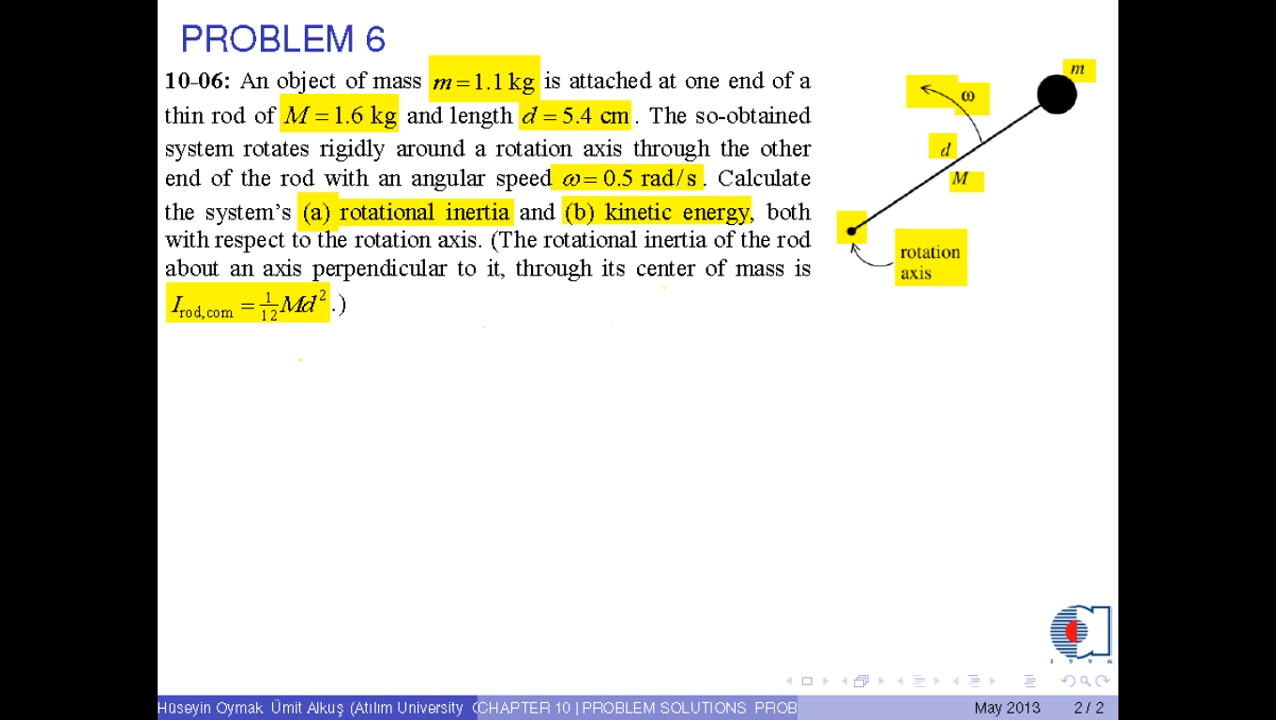 PROBLEM 6
10-06: An object of mass m = 1.1 kg is attached at one end of a
thin rod of M = 1.6 kg and length d = 5.4 cm . The so-obtained
system rotates rigidly around a rotation axis through the other
end of the rod with an angular speed ω = 0.5 rad/s . Calculate
the system's (a) rotational inertia and (b) kinetic energy, both
with respect to the rotation axis. (The rotational inertia of the rod
about an axis perpendicular to it, through its center of mass is
I_rod,com = 1/12 Md² .)
m
ω
d
M
rotation
axis
1 9 9 6
Hüseyin Oymak Ümit Alkuş (Atılım University CHAPTER 10 | PROBLEM SOLUTIONS PROB May 2013 2 / 2